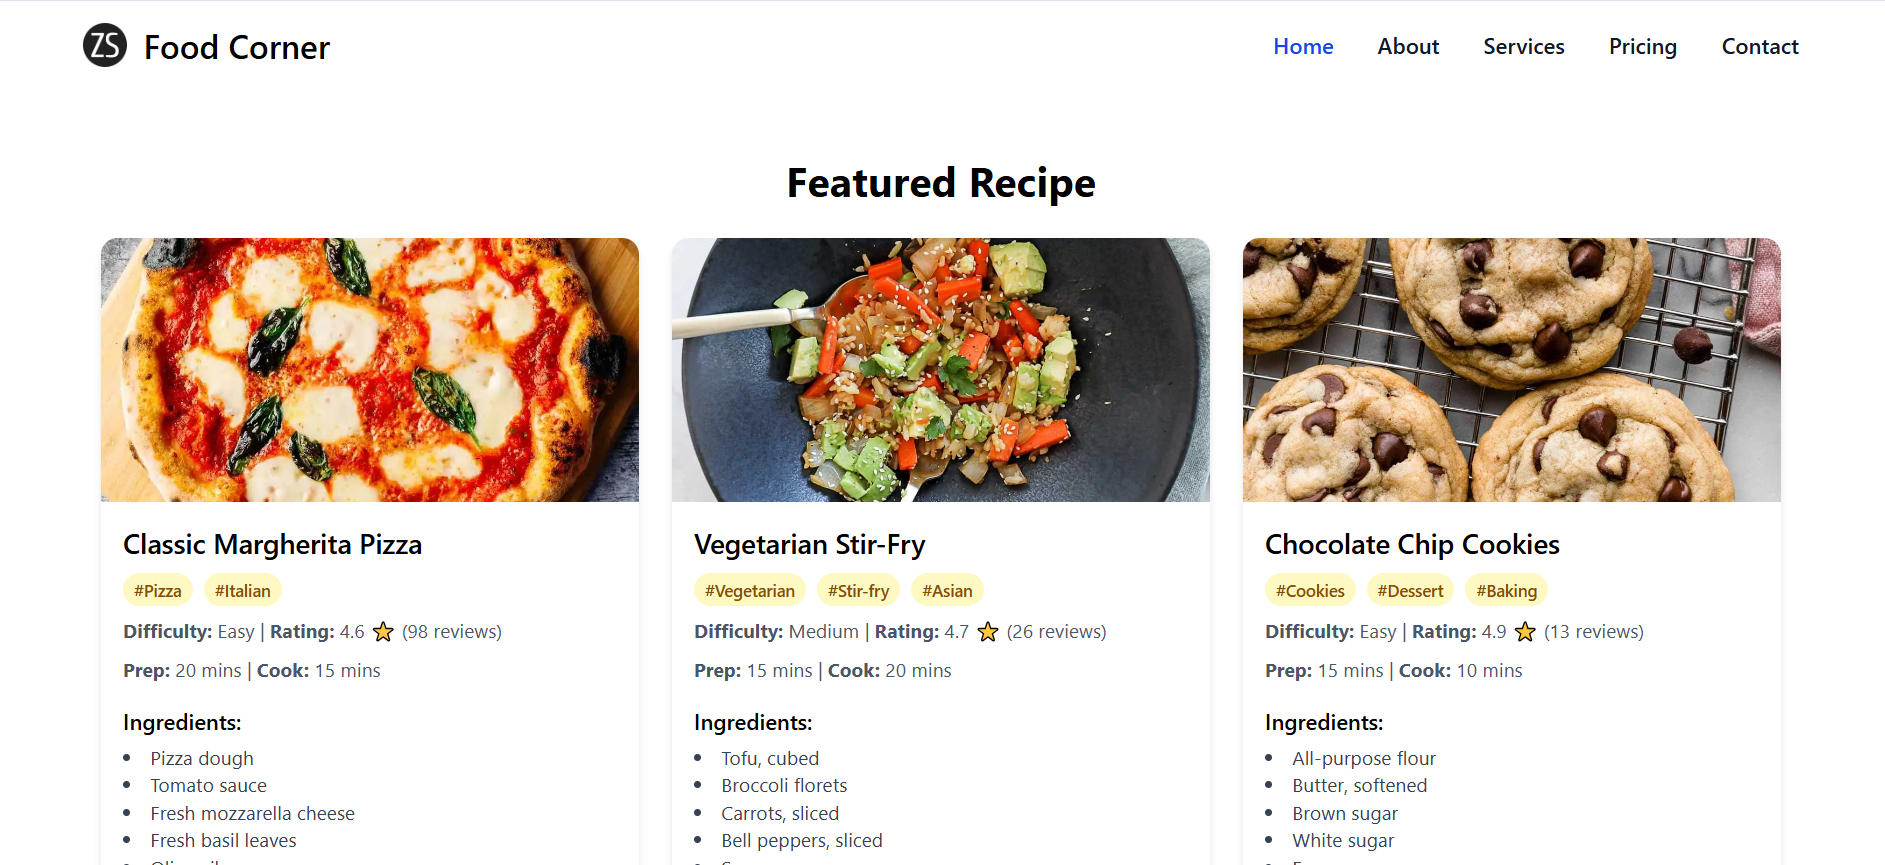 ZS Food Corner
Home About Services Pricing Contact
Featured Recipe
Classic Margherita Pizza
#Pizza #Italian
Difficulty: Easy | Rating: 4.6 ⭐ (98 reviews)
Prep: 20 mins | Cook: 15 mins
Ingredients:
• Pizza dough
• Tomato sauce
• Fresh mozzarella cheese
• Fresh basil leaves
Vegetarian Stir-Fry
#Vegetarian #Stir-fry #Asian
Difficulty: Medium | Rating: 4.7 ⭐ (26 reviews)
Prep: 15 mins | Cook: 20 mins
Ingredients:
• Tofu, cubed
• Broccoli florets
• Carrots, sliced
• Bell peppers, sliced
Chocolate Chip Cookies
#Cookies #Dessert #Baking
Difficulty: Easy | Rating: 4.9 ⭐ (13 reviews)
Prep: 15 mins | Cook: 10 mins
Ingredients:
• All-purpose flour
• Butter, softened
• Brown sugar
• White sugar